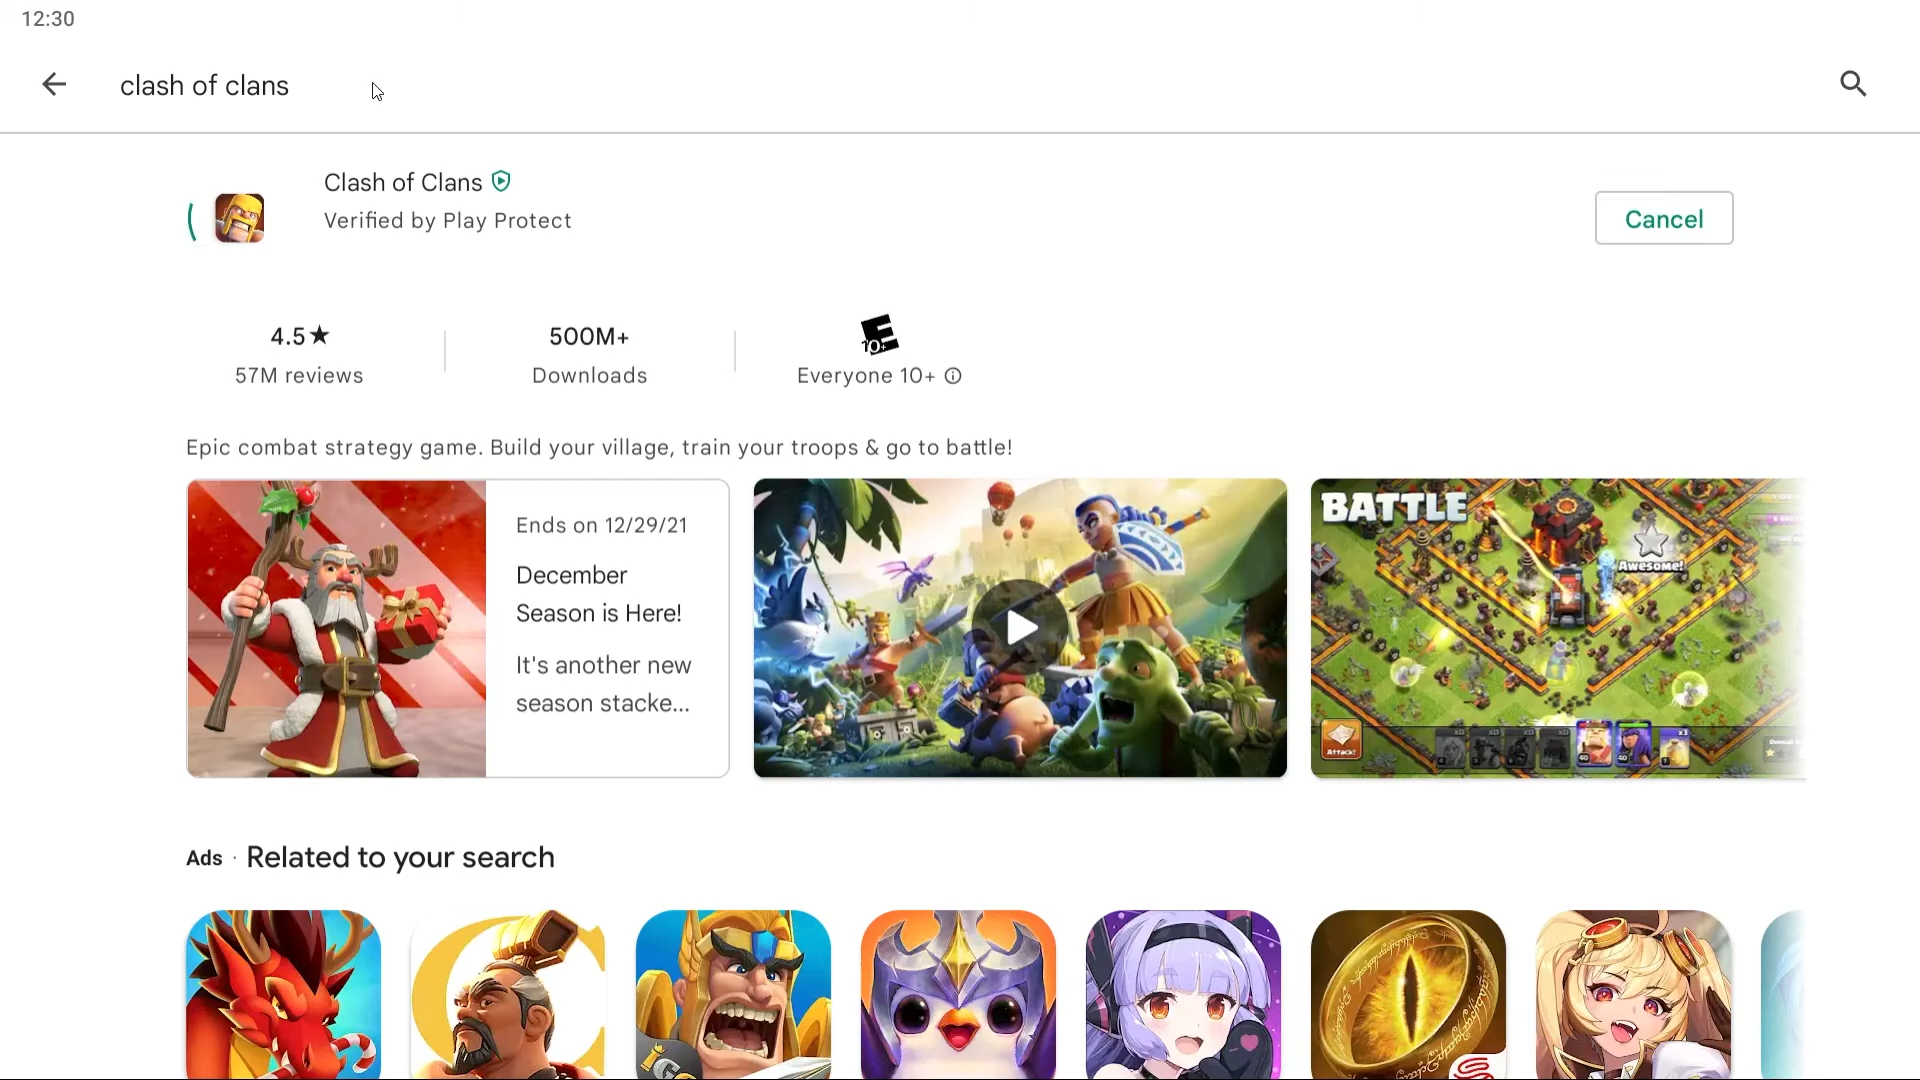 12:30
clash of clans
Clash of Clans
Verified by Play Protect
Cancel
4.5★
57M reviews
500M+
Downloads
E
10+
Everyone 10+
Epic combat strategy game. Build your village, train your troops & go to battle!
Ends on 12/29/21
December
Season is Here!
It's another new
season stacke...
BATTLE
Awesome!
Attack!
Ads · Related to your search